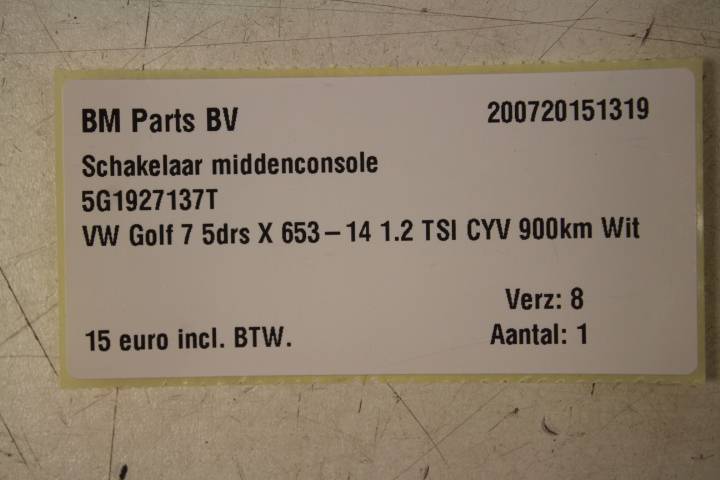 BM Parts BV 200720151319
Schakelaar middenconsole
5G1927137T
VW Golf 7 5drs X 653-14 1.2 TSI CYV 900km Wit
Verz: 8
15 euro incl. BTW. Aantal: 1